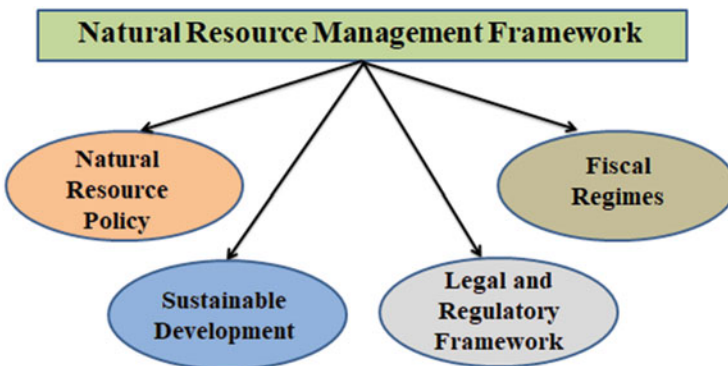 Natural Resource Management Framework
Natural
Resource
Policy
Fiscal
Regimes
Sustainable
Development
Legal and
Regulatory
Framework